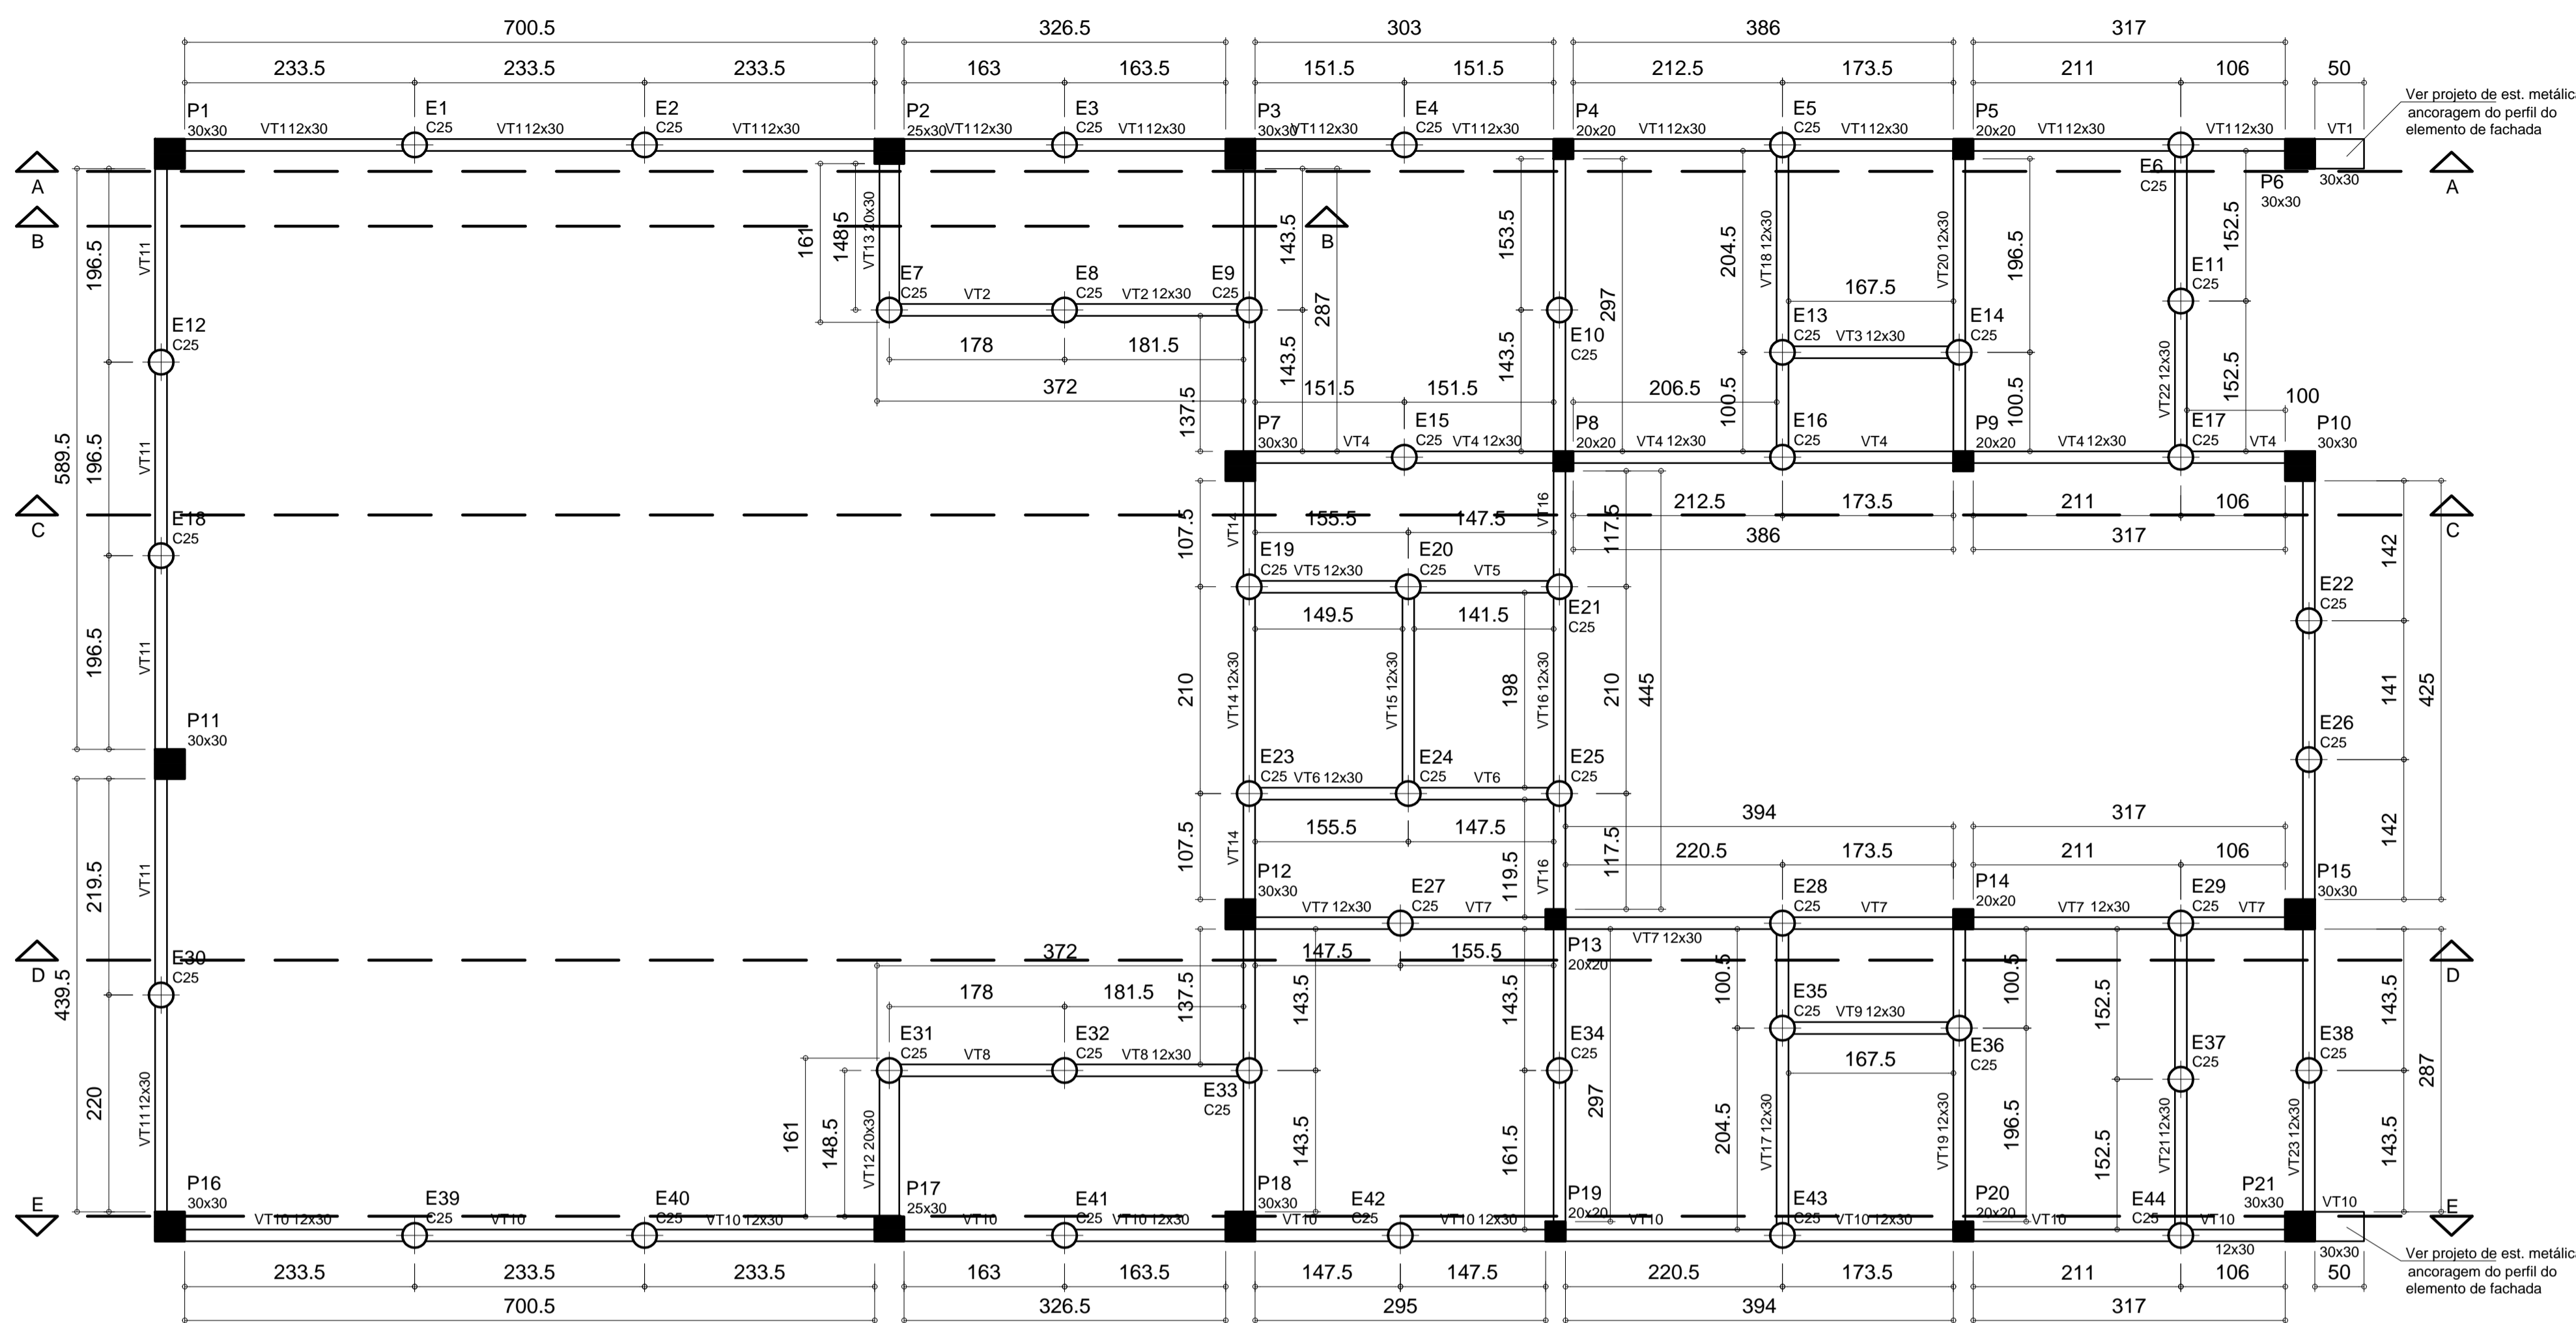 700.5 326.5 303 386 317
233.5 233.5 233.5 163 163.5 151.5 151.5 212.5 173.5 211 106 50
Ver projeto de est. metálic
ancoragem do perfil do
elemento de fachada
P1 E1 E2 P2 E3 P3 E4 P4 E5 P5
30x30 C25 C25 25x30 C25 30x30 C25 20x20 C25 20x20
VT112x30 VT112x30 VT112x30 VT112x30 VT112x30 VT112x30 VT112x30 VT112x30 VT112x30 VT112x30 VT112x30 VT1
E6
C25
P6
30x30
30x30
A A
B B
196.5 VT11
161 148.5 VT13 20x30
143.5 287 153.5 297
204.5 VT18 12x30 VT20 12x30 196.5 152.5
E7 E8 E9 E11
C25 C25 C25 C25
VT2 VT2 12x30
167.5
E12 E10 E13 E14
C25 C25 C25 C25
VT3 12x30
178 181.5
372
137.5 143.5 143.5
151.5 151.5 206.5 100.5 100.5 VT22 12x30 152.5 100
P7 E15 P8 E16 P9 E17 P10
30x30 C25 20x20 C25 20x20 C25 30x30
VT4 VT4 12x30 VT4 12x30 VT4 VT4 12x30 VT4
589.5 196.5 VT11
C C
E18
C25
107.5 VT14 155.5 147.5 VT16 117.5
212.5 173.5 211 106
386 317
142 425
E19 E20 E21 E22
C25 C25 C25 C25
VT5 12x30 VT5
149.5 141.5
196.5 VT11
210 VT14 12x30 VT15 12x30 198 VT16 12x30 210 445
141
P11
30x30
E26
C25
E23 E24 E25
C25 C25 C25
VT6 12x30 VT6
155.5 147.5
394 317
220.5 173.5 211 106
142
219.5 VT11
107.5 VT14 119.5 VT16 117.5
P12 E27 E28 P14 E29 P15
30x30 C25 C25 20x20 C25 30x30
VT7 12x30 VT7 VT7 VT7 12x30 VT7
VT7 12x30
P13
20x20
D D
E30
C25
372 147.5 155.5
178 181.5
137.5 143.5 143.5 100.5 100.5 152.5 143.5
439.5
E31 E32 E33 E34 E35 E36 E37 E38
C25 C25 C25 C25 C25 C25 C25 C25
VT8 VT8 12x30 VT9 12x30
167.5
220 VT11 12x30
161 148.5 VT12 20x30
143.5 161.5 297 204.5 VT17 12x30 VT19 12x30 196.5 152.5 VT21 12x30 VT23 12x30 143.5 287
P16 E39 E40 P17 E41 P18 E42 P19 E43 P20 E44 P21
30x30 C25 C25 25x30 C25 30x30 C25 20x20 C25 20x20 C25 30x30
VT10 12x30 VT10 VT10 12x30 VT10 VT10 12x30 VT10 VT10 12x30 VT10 VT10 12x30 VT10 VT10 VT10
E E
12x30 30x30
Ver projeto de est. metálic
ancoragem do perfil do
elemento de fachada
233.5 233.5 233.5 163 163.5 147.5 147.5 220.5 173.5 211 106 50
700.5 326.5 295 394 317